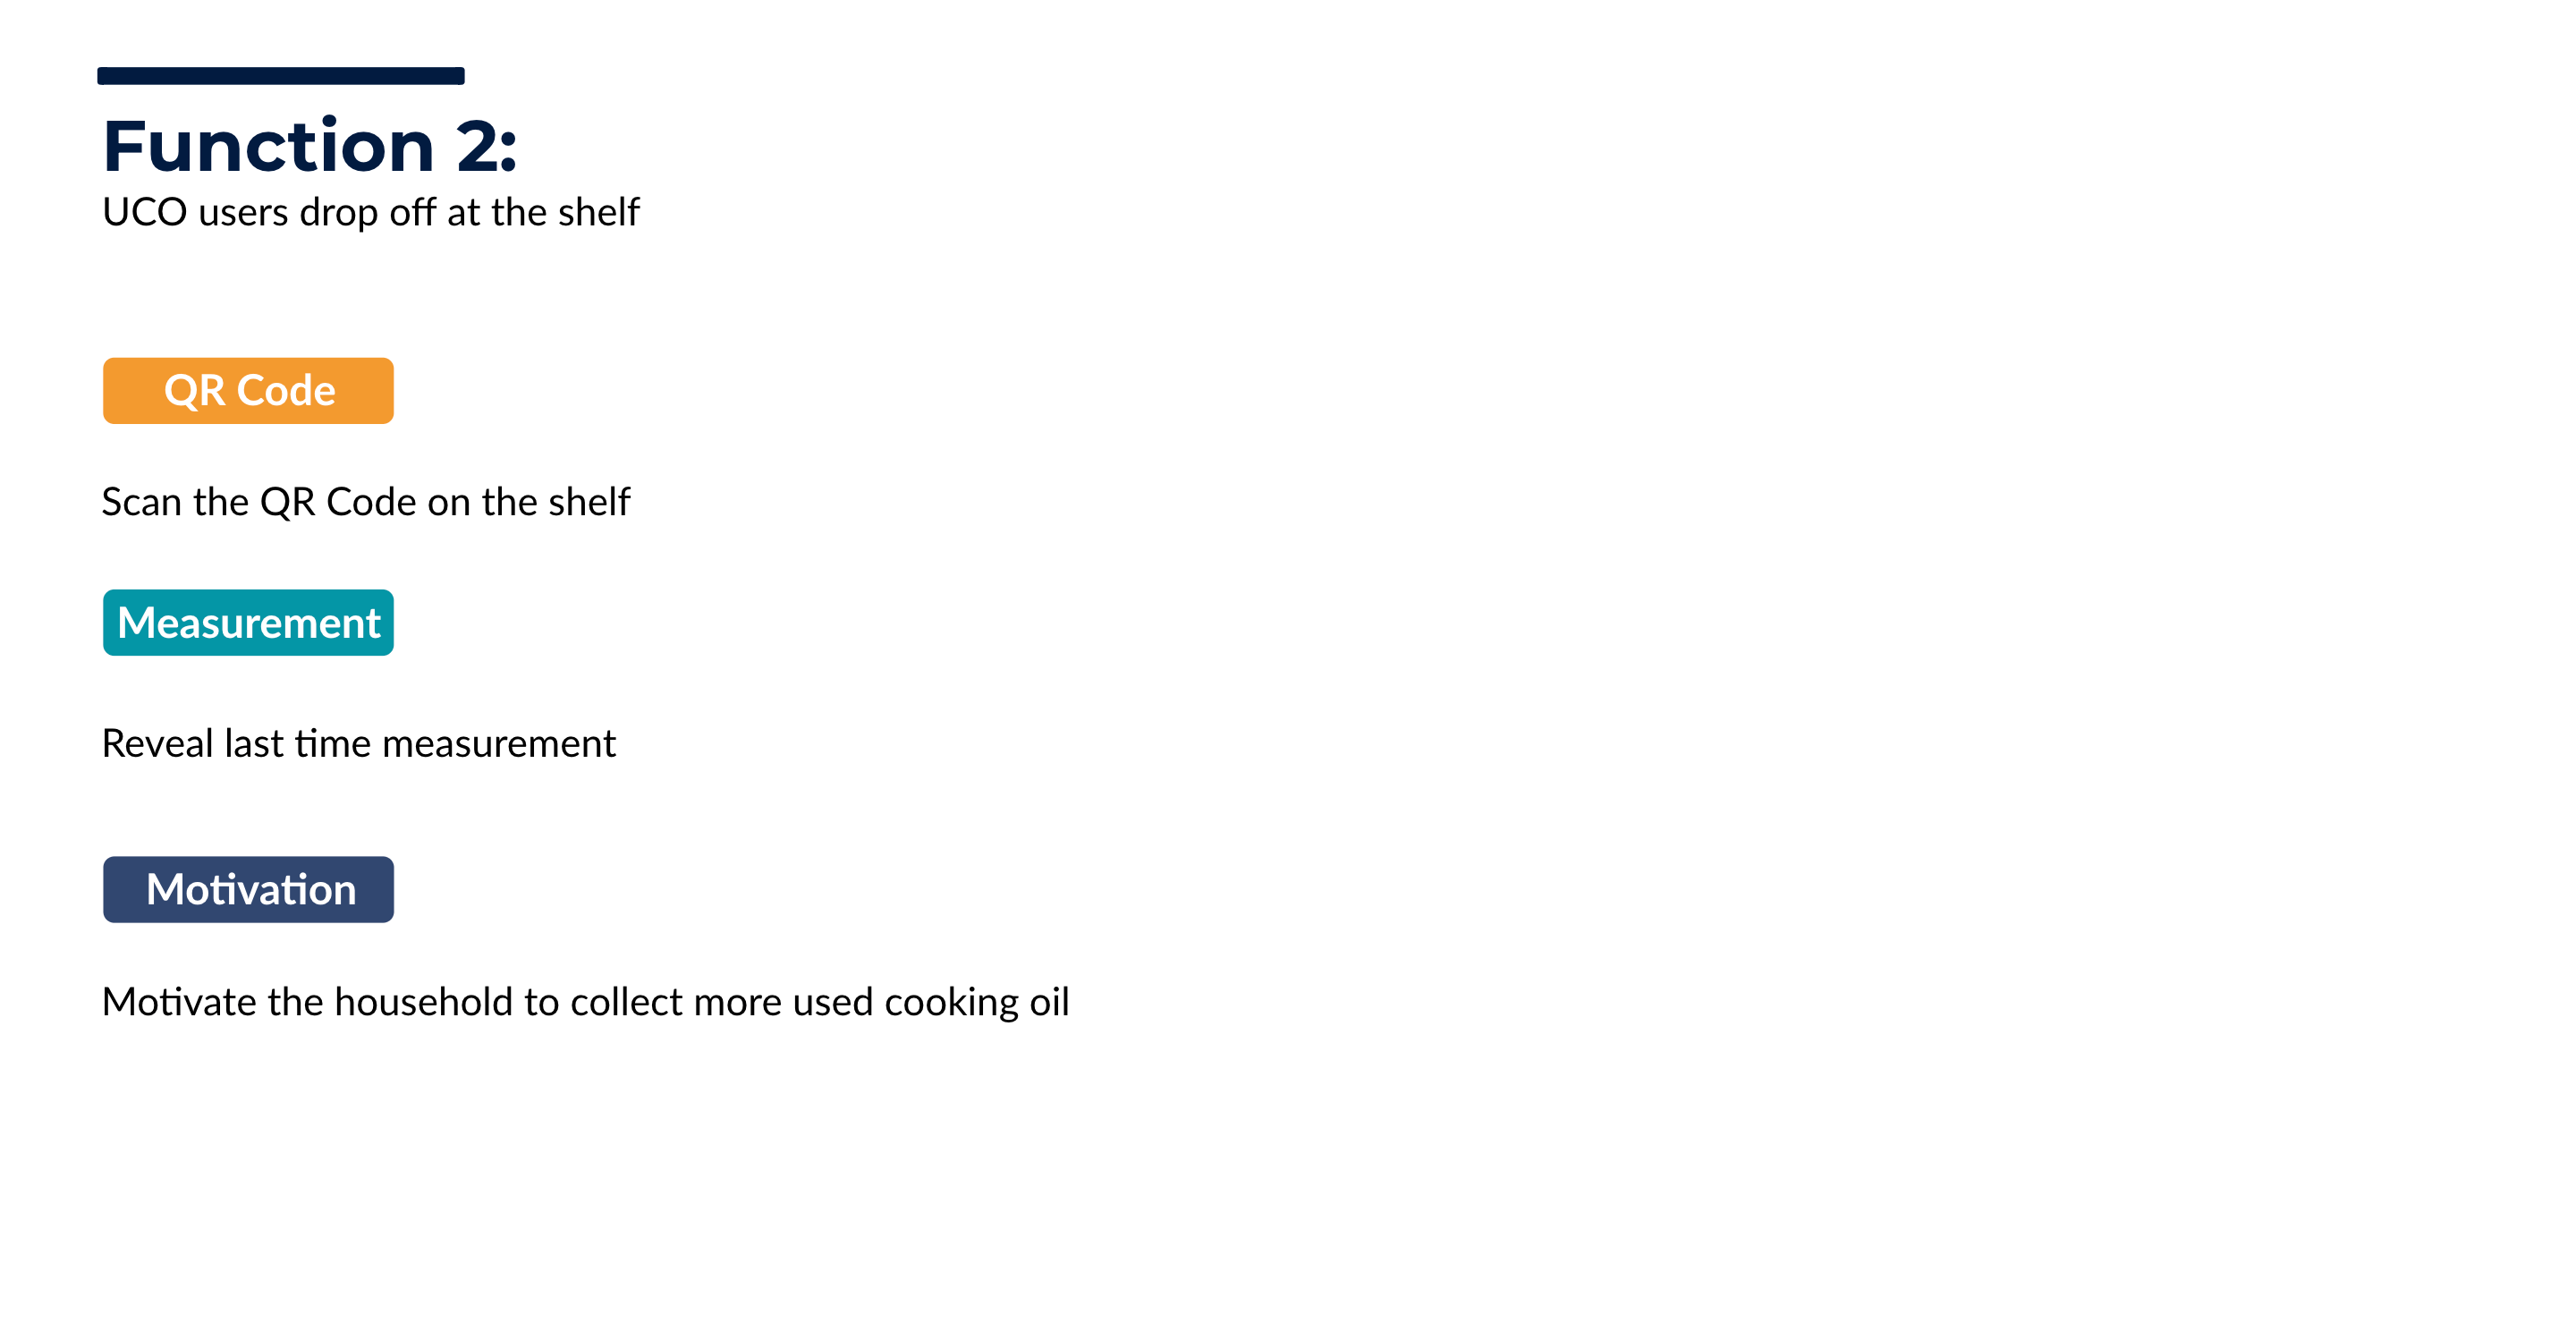 Function 2:
UCO users drop off at the shelf
QR Code
Scan the QR Code on the shelf
Measurement
Reveal last time measurement
Motivation
Motivate the household to collect more used cooking oil